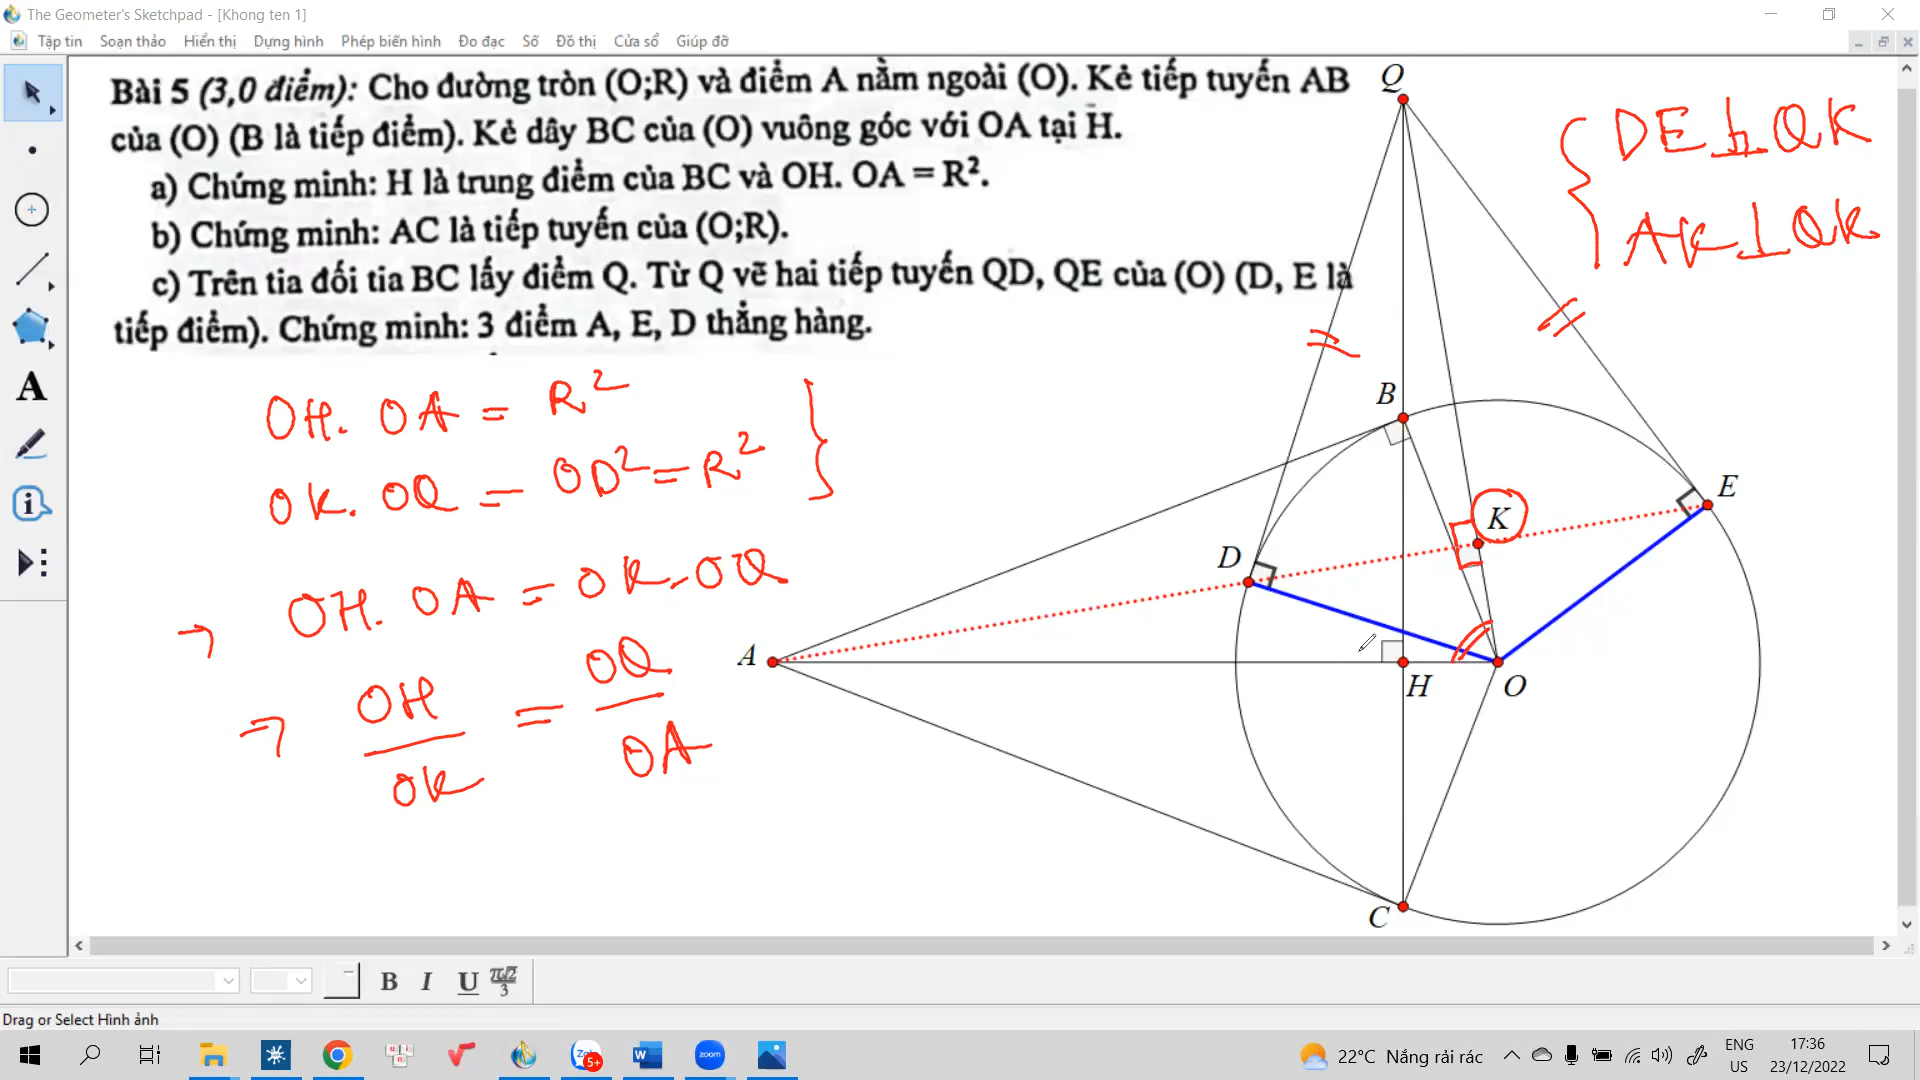 The Geometer's Sketchpad - [Khong ten 1]
Tập tin Soạn thảo Hiển thị Dựng hình Phép biến hình Đo đạc Số Đồ thị Cửa sổ Giúp đỡ
Bài 5 (3,0 điểm): Cho đường tròn (O;R) và điểm A nằm ngoài (O). Kẻ tiếp tuyến AB
của (O) (B là tiếp điểm). Kẻ dây BC của (O) vuông góc với OA tại H.
a) Chứng minh: H là trung điểm của BC và OH. OA = R².
b) Chứng minh: AC là tiếp tuyến của (O;R).
c) Trên tia đối tia BC lấy điểm Q. Từ Q vẽ hai tiếp tuyến QD, QE của (O) (D, E là
tiếp điểm). Chứng minh: 3 điểm A, E, D thẳng hàng.
DE ⊥ QK
AK ⊥ QK
OH. OA = R²
OK. OQ = OD² = R²
→ OH. OA = OK. OQ
→ OH/OK = OQ/OA
Q
B
E
K
D
A
H
O
C
A
B I U
Drag or Select Hình ảnh
zoom
5+
22°C Nắng rải rác
ENG
US
17:36
23/12/2022